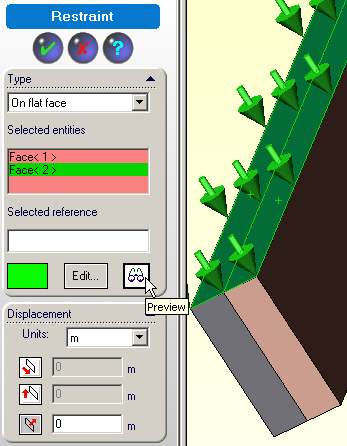 Restraint
?
Type
On flat face
Selected entities
Face< 1 >
Face< 2 >
Selected reference
Edit...
Preview
Displacement
Units: m
0 m
0 m
0 m